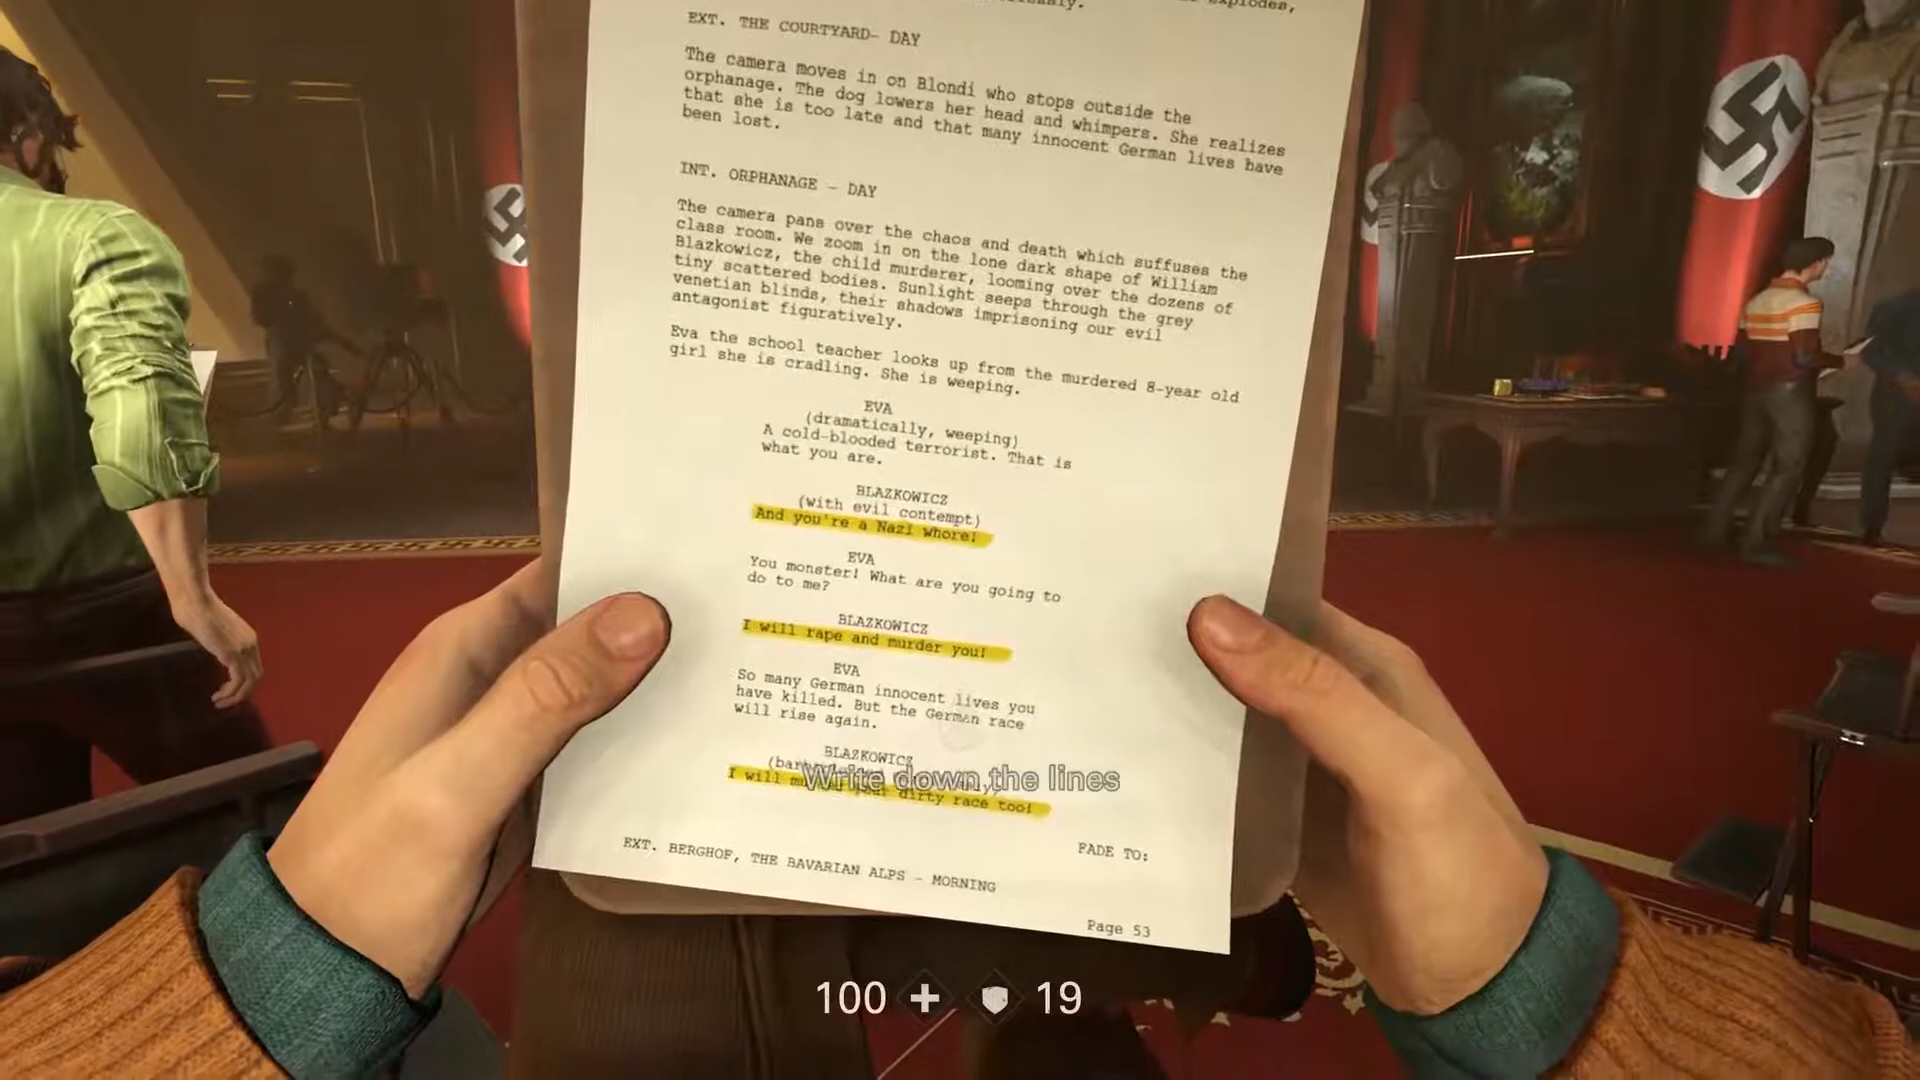 explodes,
EXT. THE COURTYARD- DAY
The camera moves in on Blondi who stops outside the
orphanage. The dog lowers her head and whimpers. She realizes
that she is too late and that many innocent German lives have
been lost.
INT. ORPHANAGE - DAY
The camera pans over the chaos and death which suffuses the
class room. We zoom in on the lone dark shape of William
Blazkowicz, the child murderer, looming over the dozens of
tiny scattered bodies. Sunlight seeps through the grey
venetian blinds, their shadows imprisoning our evil
antagonist figuratively.
Eva the school teacher looks up from the murdered 8-year old
girl she is cradling. She is weeping.
EVA
(dramatically, weeping)
A cold-blooded terrorist. That is
what you are.
BLAZKOWICZ
(with evil contempt)
And you're a Nazi whore!
EVA
You monster! What are you going to
do to me?
BLAZKOWICZ
I will rape and murder you!
EVA
So many German innocent lives you
have killed. But the German race
will rise again.
BLAZKOWICZ
Write down the lines
I will dirty race too!
FADE TO:
EXT. BERGHOF, THE BAVARIAN ALPS - MORNING
Page 53
100 19